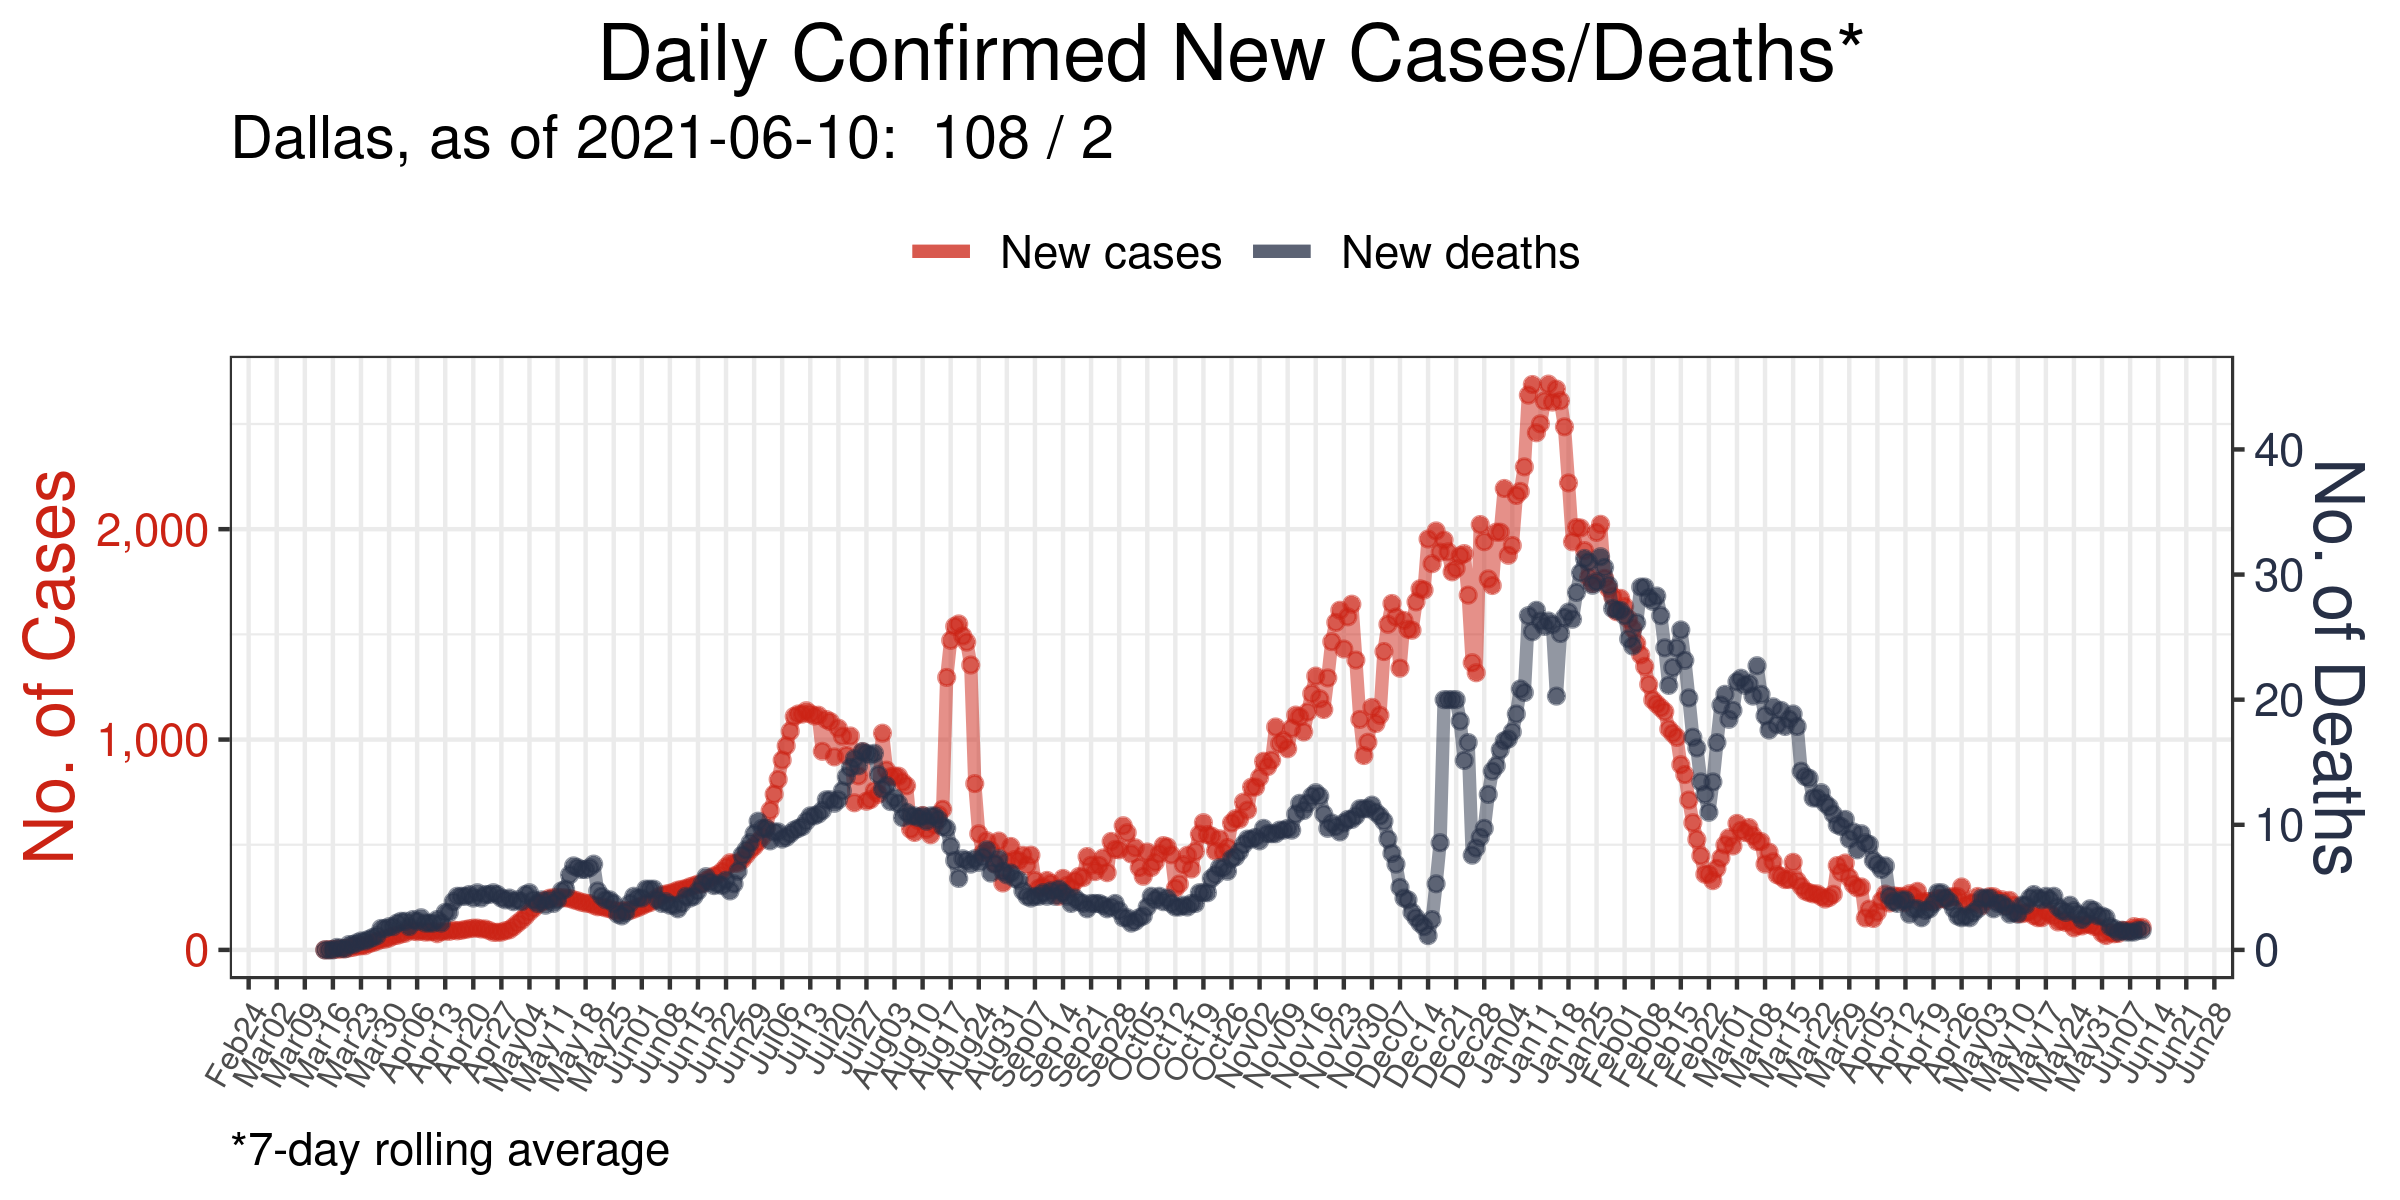 Daily Confirmed New Cases/Deaths*
Dallas, as of 2021-06-10:  108 / 2
New cases
New deaths
No. of Cases
2,000
1,000
0
40
30
20
10
0
No. of Deaths
Feb24
Mar02
Mar09
Mar16
Mar23
Mar30
Apr06
Apr13
Apr20
Apr27
May04
May11
May18
May25
Jun01
Jun08
Jun15
Jun22
Jun29
Jul06
Jul13
Jul20
Jul27
Aug03
Aug10
Aug17
Aug24
Aug31
Sep07
Sep14
Sep21
Sep28
Oct05
Oct12
Oct19
Oct26
Nov02
Nov09
Nov16
Nov23
Nov30
Dec07
Dec14
Dec21
Dec28
Jan04
Jan11
Jan18
Jan25
Feb01
Feb08
Feb15
Feb22
Mar01
Mar08
Mar15
Mar22
Mar29
Apr05
Apr12
Apr19
Apr26
May03
May10
May17
May24
May31
Jun07
Jun14
Jun21
Jun28
*7-day rolling average